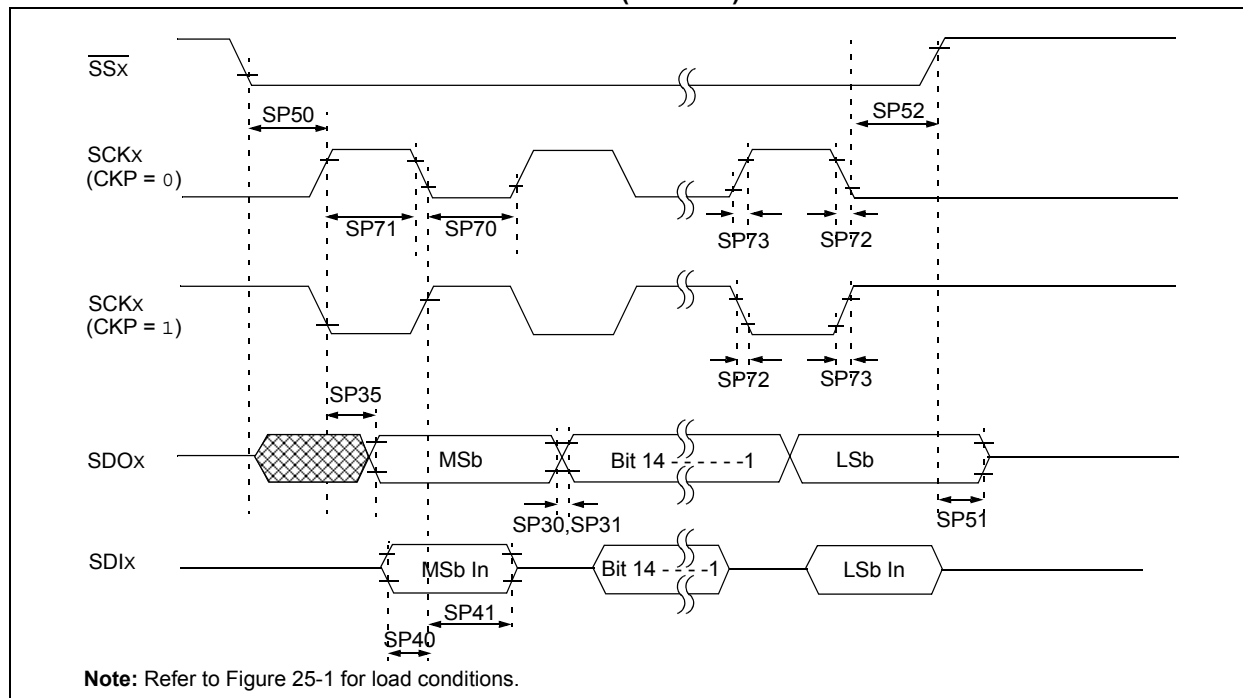 SSx
SP50
SP52
SCKx
(CKP = 0)
SP71
SP70
SP73
SP72
SCKx
(CKP = 1)
SP72
SP73
SP35
SDOx
MSb
Bit 14 - - - - - -1
LSb
SP30,SP31
SP51
SDIx
MSb In
Bit 14 - - - - -1
LSb In
SP41
SP40
Note: Refer to Figure 25-1 for load conditions.